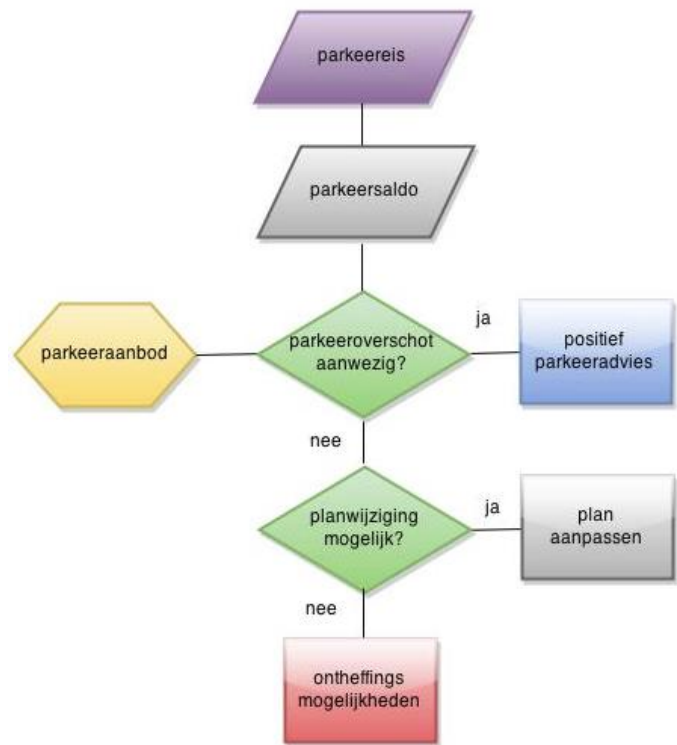 parkeereis
parkeersaldo
parkeeraanbod
parkeeroverschot
aanwezig?
ja
positief
parkeeradvies
nee
planwijziging
mogelijk?
ja
plan
aanpassen
nee
ontheffings
mogelijkheden